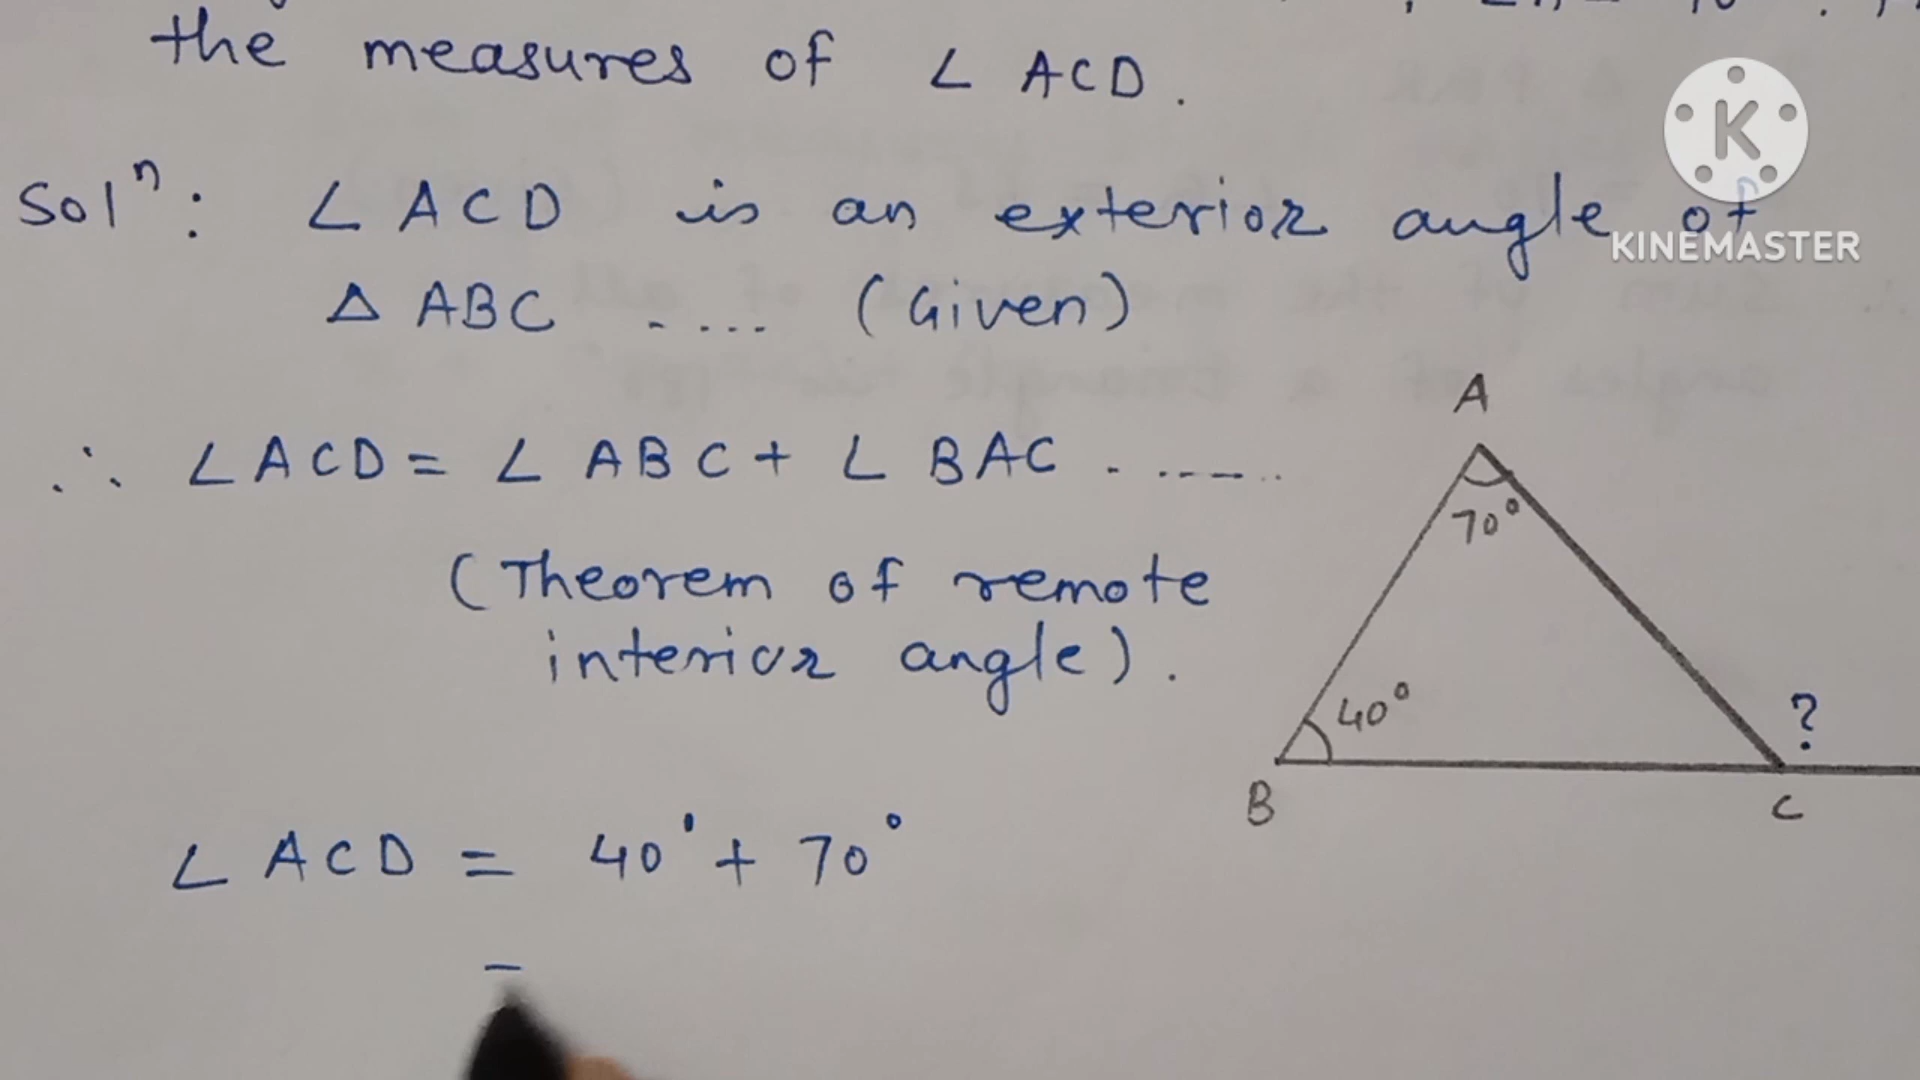 the measures of ∠ ACD.
Solⁿ: ∠ ACD is an exterior angle of
△ ABC ..... (Given)
∴ ∠ACD = ∠ ABC + ∠ BAC ......
(Theorem of remote
interior angle).
∠ ACD = 40° + 70°
A
70°
40°
?
B
C
K
KINEMASTER